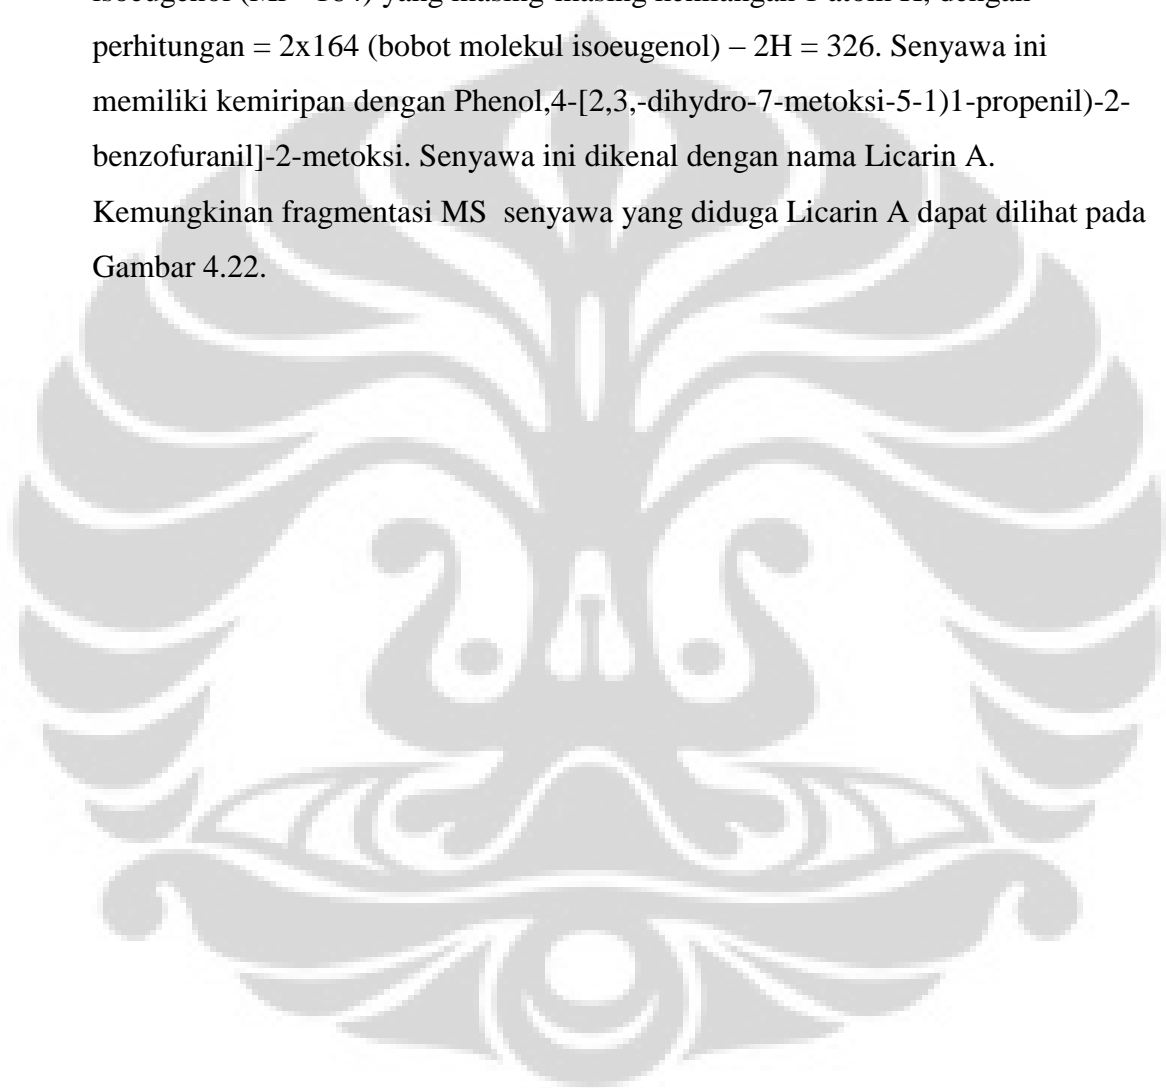 perhitungan = 2x164 (bobot molekul isoeugenol) – 2H = 326. Senyawa ini
memiliki kemiripan dengan Phenol,4-[2,3,-dihydro-7-metoksi-5-1)1-propenil)-2-
benzofuranil]-2-metoksi. Senyawa ini dikenal dengan nama Licarin A.
Kemungkinan fragmentasi MS  senyawa yang diduga Licarin A dapat dilihat pada
Gambar 4.22.